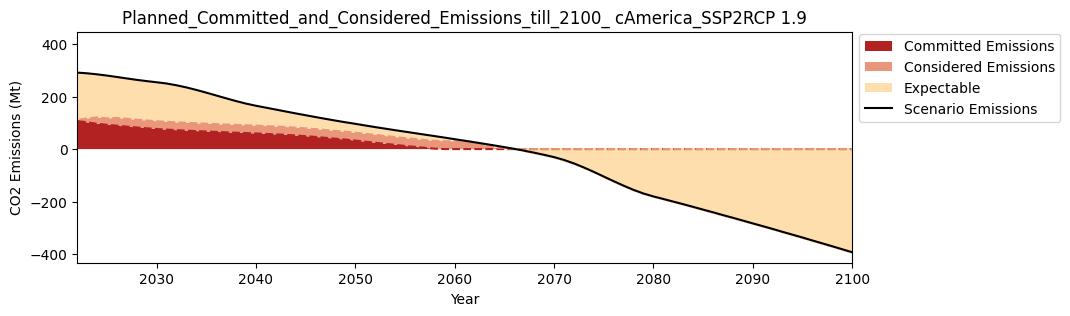 Planned_Committed_and_Considered_Emissions_till_2100_ cAmerica_SSP2RCP 1.9
Committed Emissions
Considered Emissions
Expectable
Scenario Emissions
CO2 Emissions (Mt)
400
200
0
−200
−400
2030 2040 2050 2060 2070 2080 2090 2100
Year